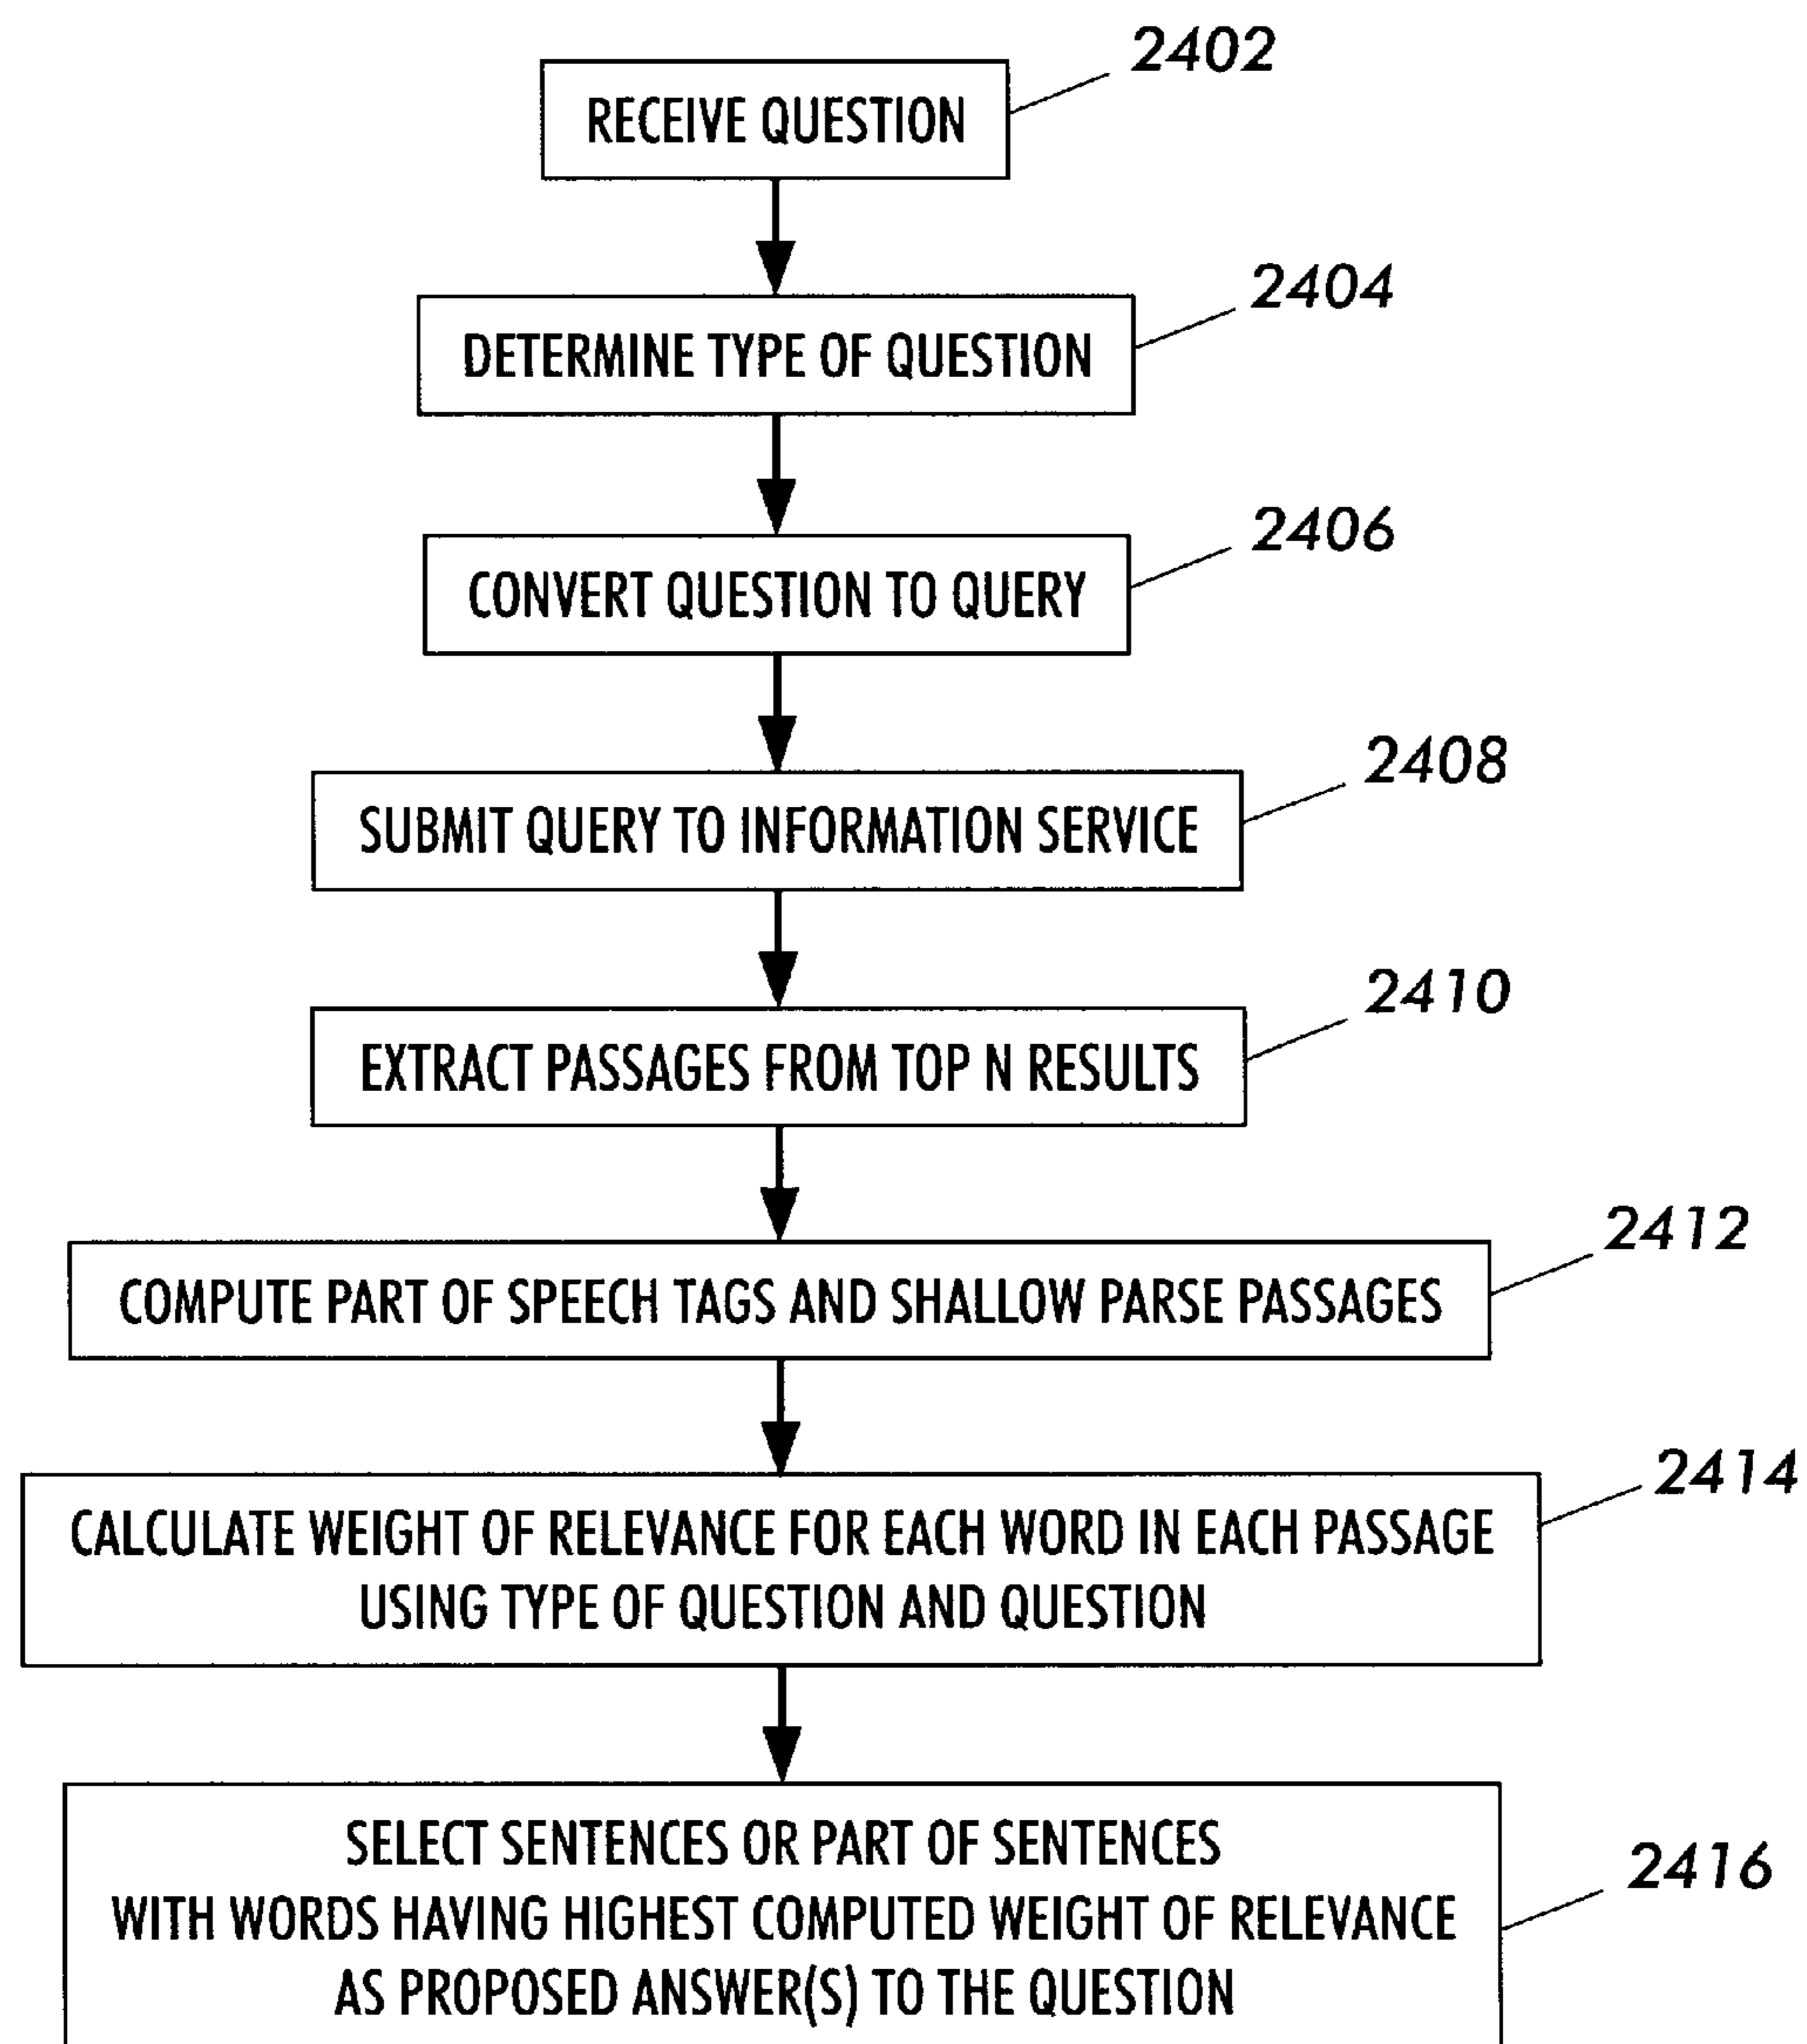 2402
RECEIVE QUESTION
2404
DETERMINE TYPE OF QUESTION
2406
CONVERT QUESTION TO QUERY
2408
SUBMIT QUERY TO INFORMATION SERVICE
2410
EXTRACT PASSAGES FROM TOP N RESULTS
2412
COMPUTE PART OF SPEECH TAGS AND SHALLOW PARSE PASSAGES
2414
CALCULATE WEIGHT OF RELEVANCE FOR EACH WORD IN EACH PASSAGE
USING TYPE OF QUESTION AND QUESTION
2416
SELECT SENTENCES OR PART OF SENTENCES
WITH WORDS HAVING HIGHEST COMPUTED WEIGHT OF RELEVANCE
AS PROPOSED ANSWER(S) TO THE QUESTION